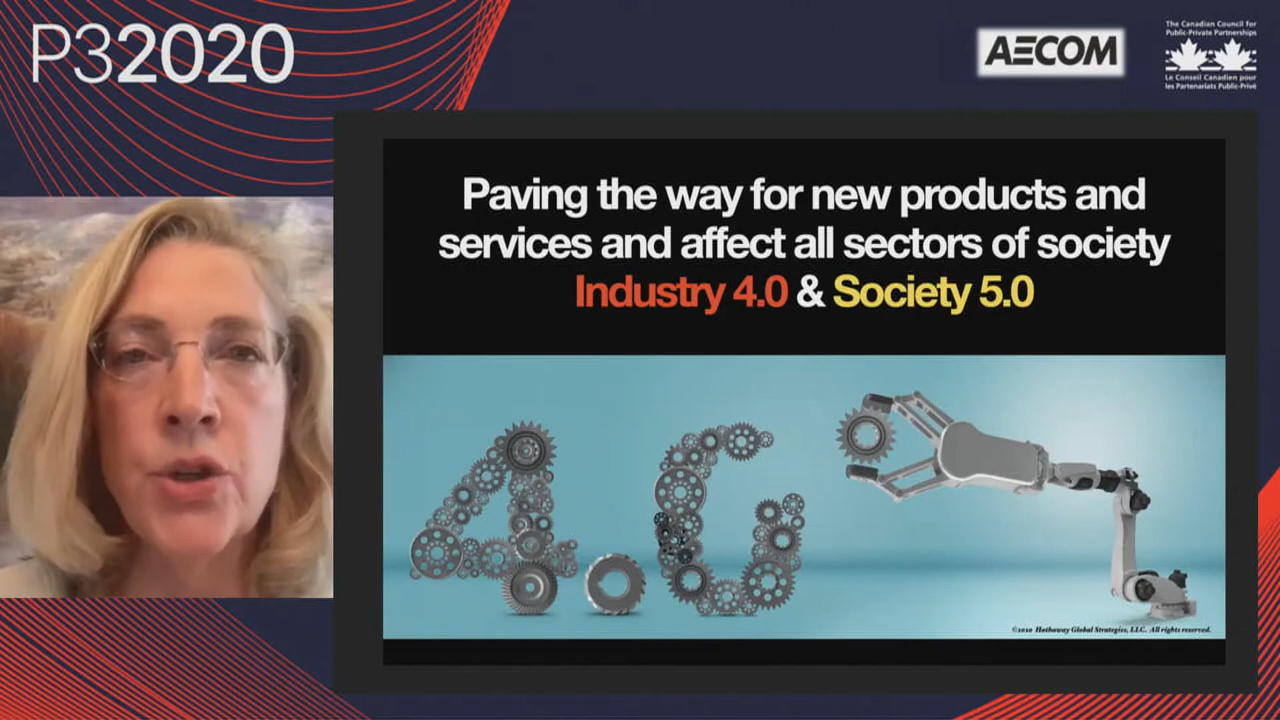 P32020
AECOM
The Canadian Council for
Public-Private Partnerships
Le Conseil Canadien pour
les Partenariats Public-Privé
Paving the way for new products and
services and affect all sectors of society
Industry 4.0 & Society 5.0
4.0
©2020 Hathaway Global Strategies, LLC. All rights reserved.